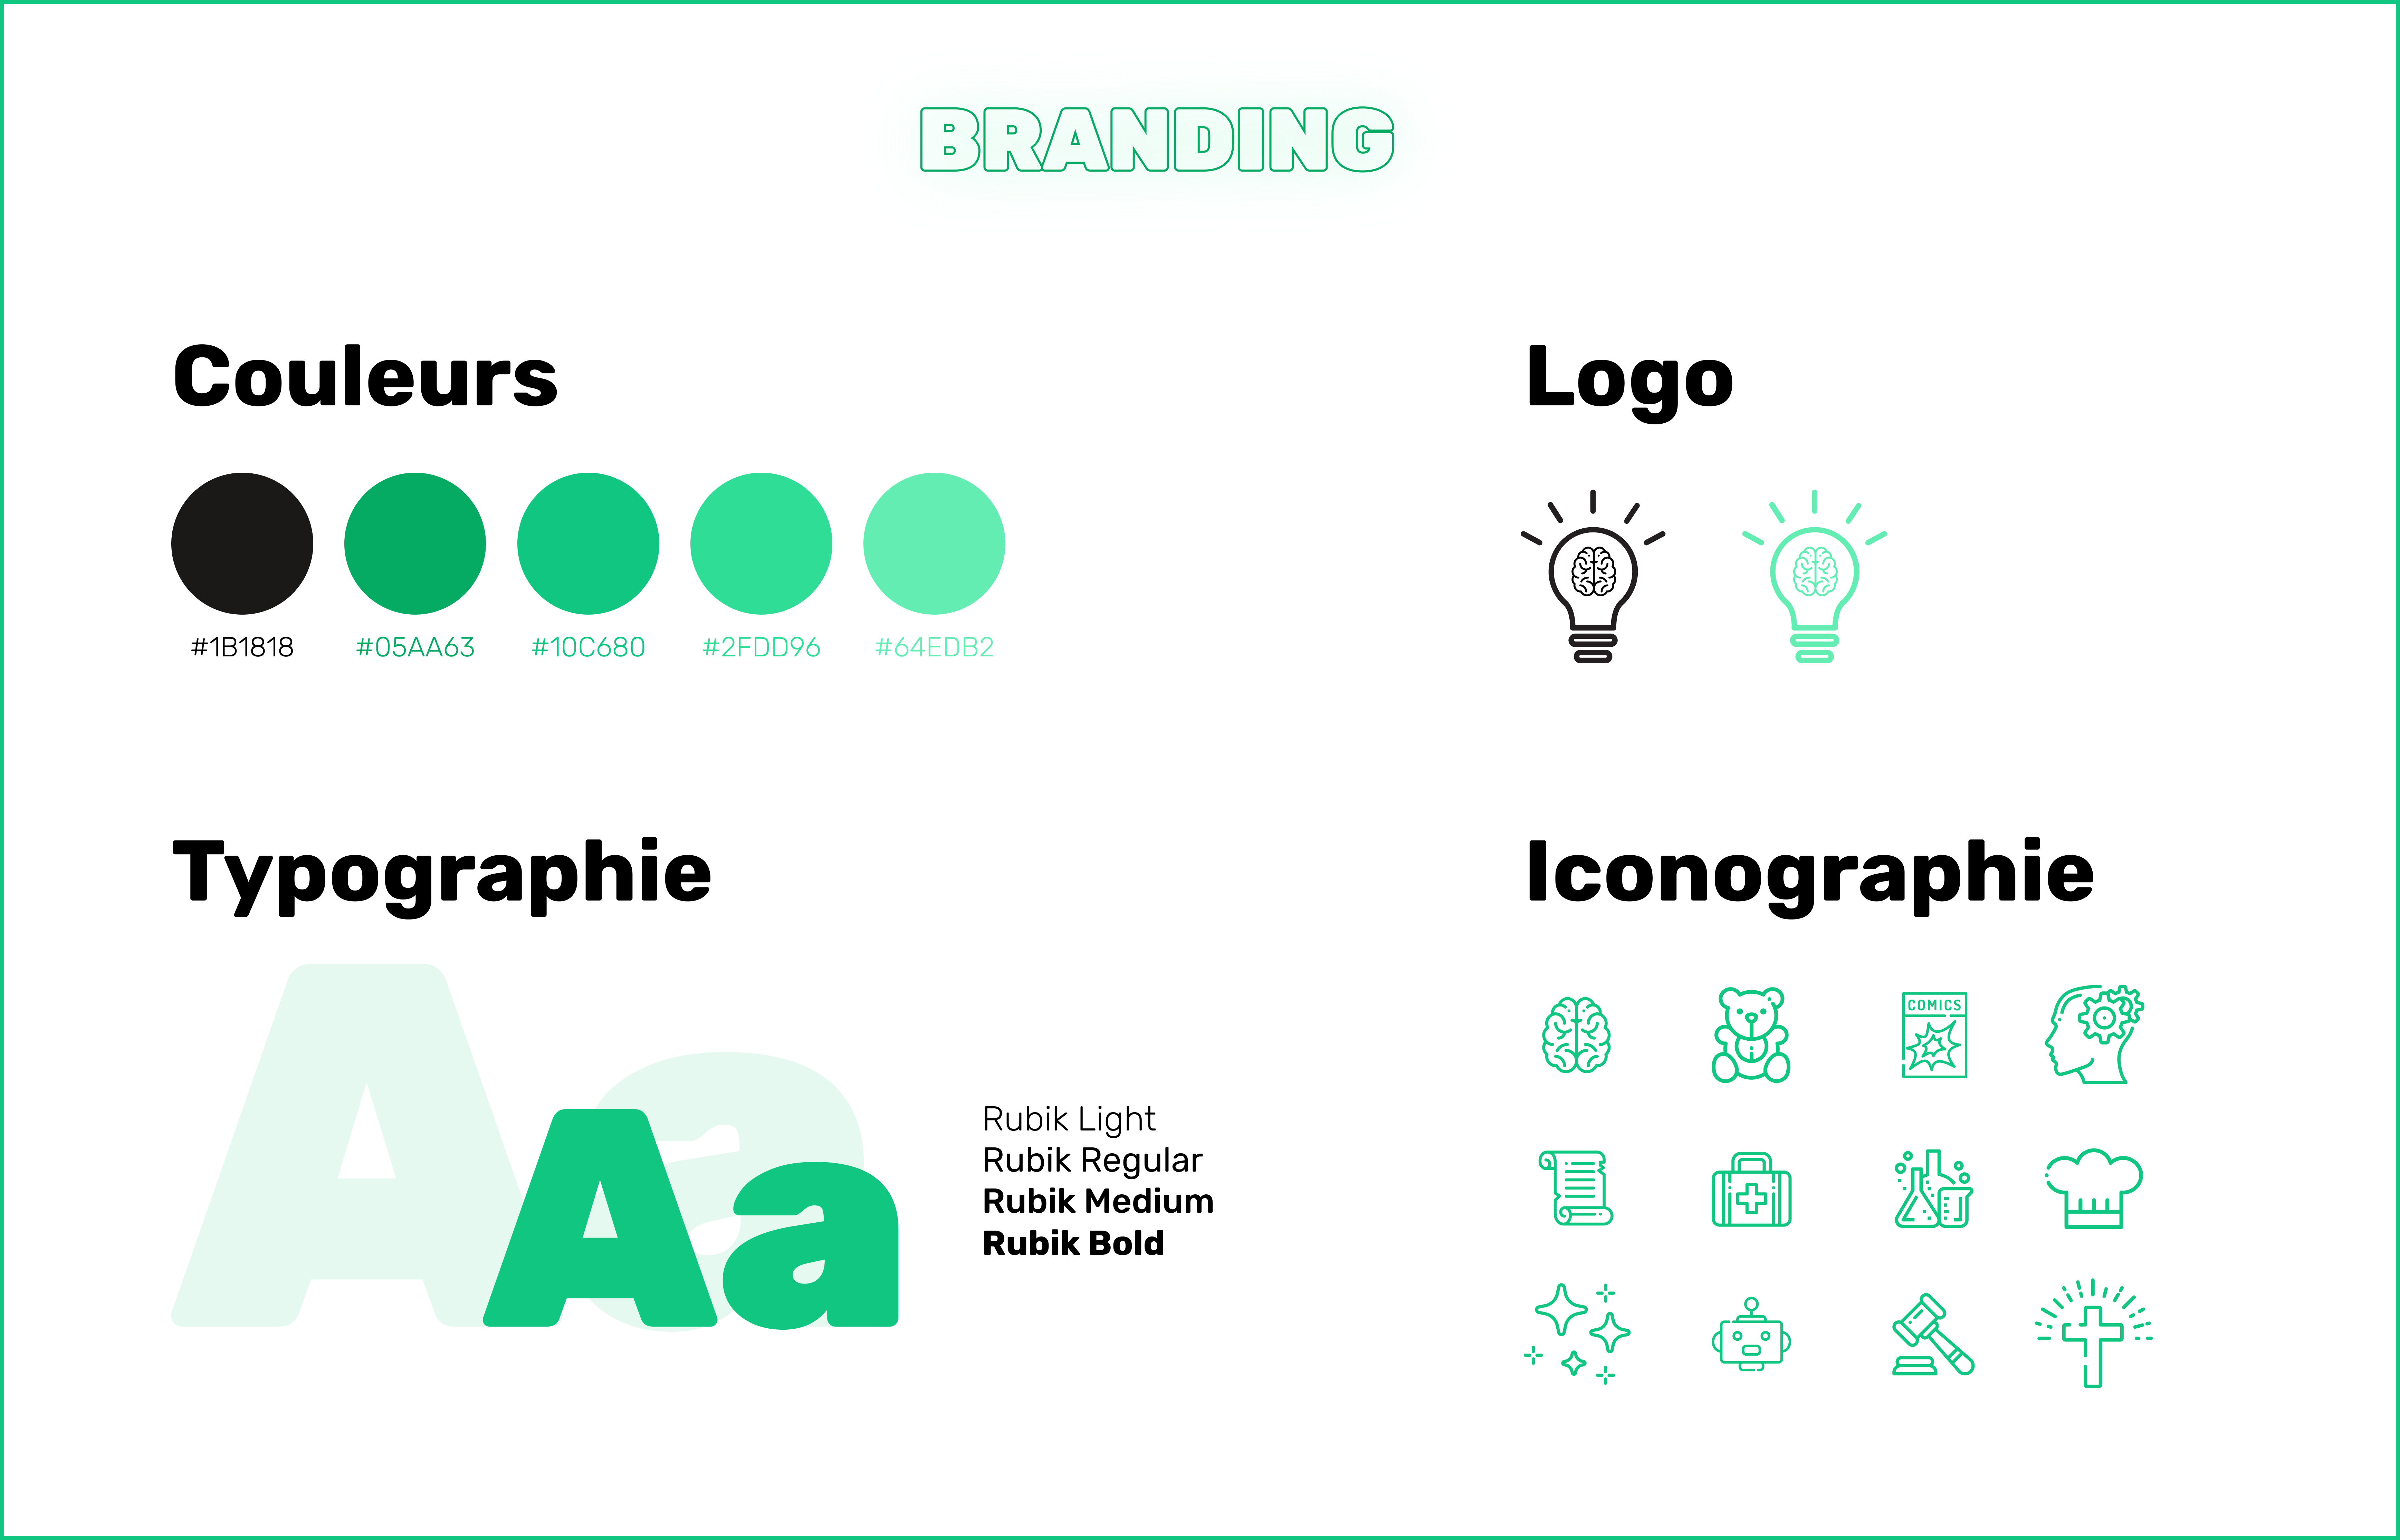 BRANDING
Couleurs
#1B1818 #05AA63 #10C680 #2FDD96 #64EDB2
Logo
Typographie
Aa
Aa
Rubik Light
Rubik Regular
Rubik Medium
Rubik Bold
Iconographie
COMICS